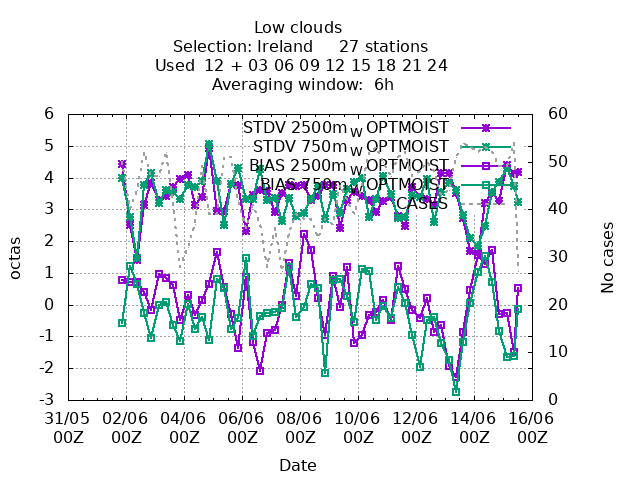 Low clouds
Selection: Ireland 27 stations
Used 12 + 03 06 09 12 15 18 21 24
Averaging window: 6h
STDV 2500m_w OPTMOIST
STDV 750m_w OPTMOIST
BIAS 2500m_w OPTMOIST
BIAS 750m_w OPTMOIST
CASES
6
5
4
3
2
1
0
-1
-2
-3
octas
60
50
40
30
20
10
0
No cases
31/05 02/06 04/06 06/06 08/06 10/06 12/06 14/06 16/06
00Z 00Z 00Z 00Z 00Z 00Z 00Z 00Z 00Z
Date